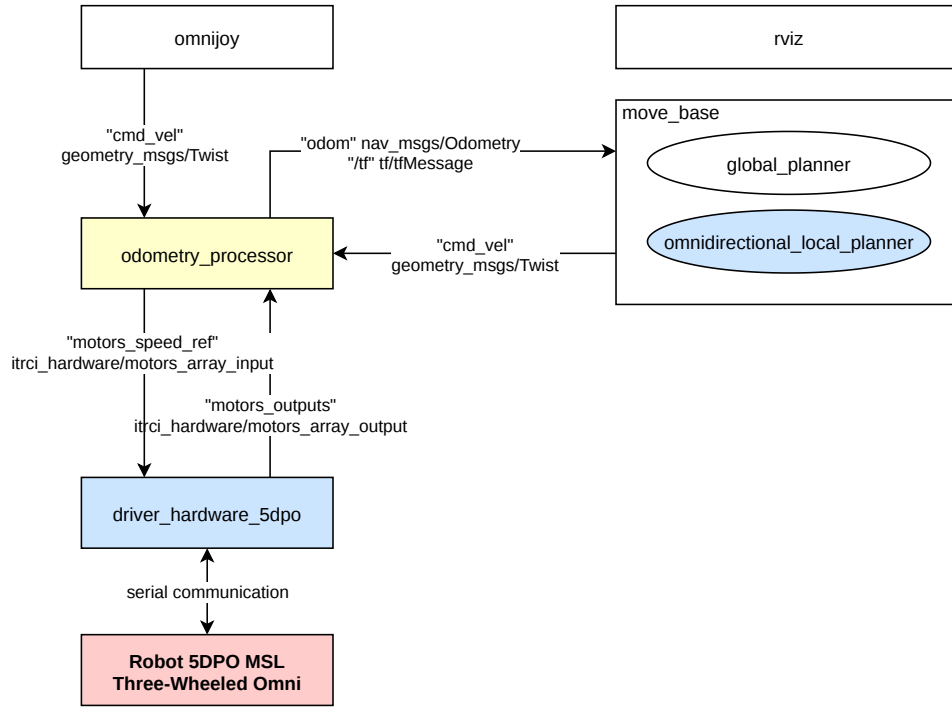 omnijoy
rviz
"cmd_vel"
geometry_msgs/Twist
"odom" nav_msgs/Odometry
"/tf" tf/tfMessage
move_base
global_planner
omnidirectional_local_planner
odometry_processor
"cmd_vel"
geometry_msgs/Twist
"motors_speed_ref"
itrci_hardware/motors_array_input
"motors_outputs"
itrci_hardware/motors_array_output
driver_hardware_5dpo
serial communication
Robot 5DPO MSL
Three-Wheeled Omni